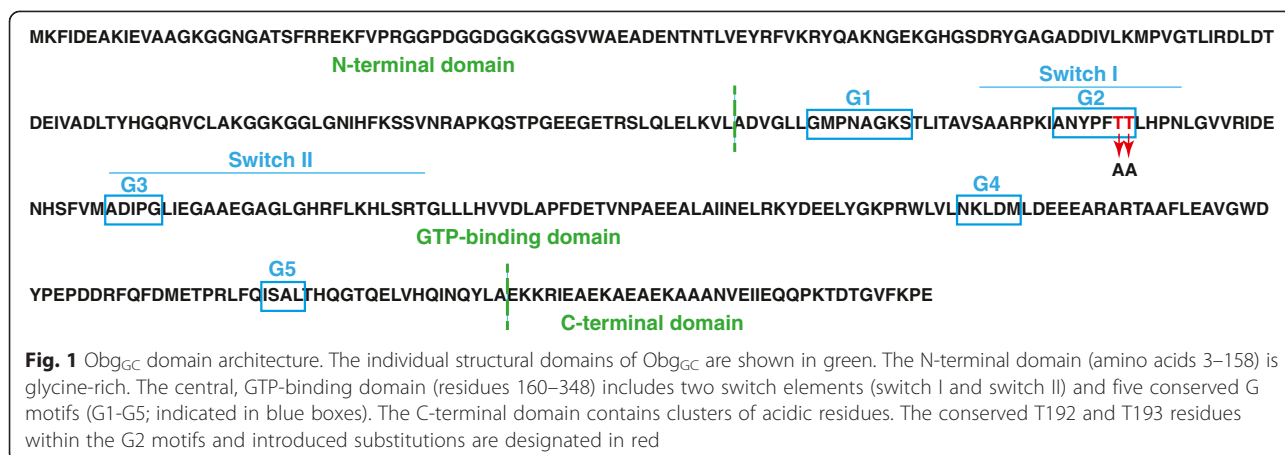 MKFIDEAKIEVAAGKGGNGATSFRREKFVPRGGPDGGDGGKGGSVWAEADENTNTLVEYRFVKRYQAKNGEKGHGSDRYGAGADDIVLKMPVGTLIRDLDT
N-terminal domain
Switch I
G1 G2
DEIVADLTYHGQRVCLAKGGKGGLGNIHFKSSVNRAPKQSTPGEEGETRSLQLELKVLADVGLLGMPNAGKSTLITAVSAARPKIANYPFTTLHPNLGVVRIDE
AA
Switch II
G3 G4
NHSFVMADIPGLIEGAAEGAGLGHRFLKHLSRTGLLLHVVDLAPFDETVNPAEEALAIINELRKYDEELYGKPRWLVLNKLDMLDEEEARARTAAFLEAVGWD
GTP-binding domain
G5
YPEPDDRFQFDMETPRLFQISALTHQGTQELVHQINQYLAEKKRIEAEKAEAEKAAANVEIIEQQPKTDTGVFKPE
C-terminal domain
Fig. 1 ObgGC domain architecture. The individual structural domains of ObgGC are shown in green. The N-terminal domain (amino acids 3–158) is
glycine-rich. The central, GTP-binding domain (residues 160–348) includes two switch elements (switch I and switch II) and five conserved G
motifs (G1-G5; indicated in blue boxes). The C-terminal domain contains clusters of acidic residues. The conserved T192 and T193 residues
within the G2 motifs and introduced substitutions are designated in red